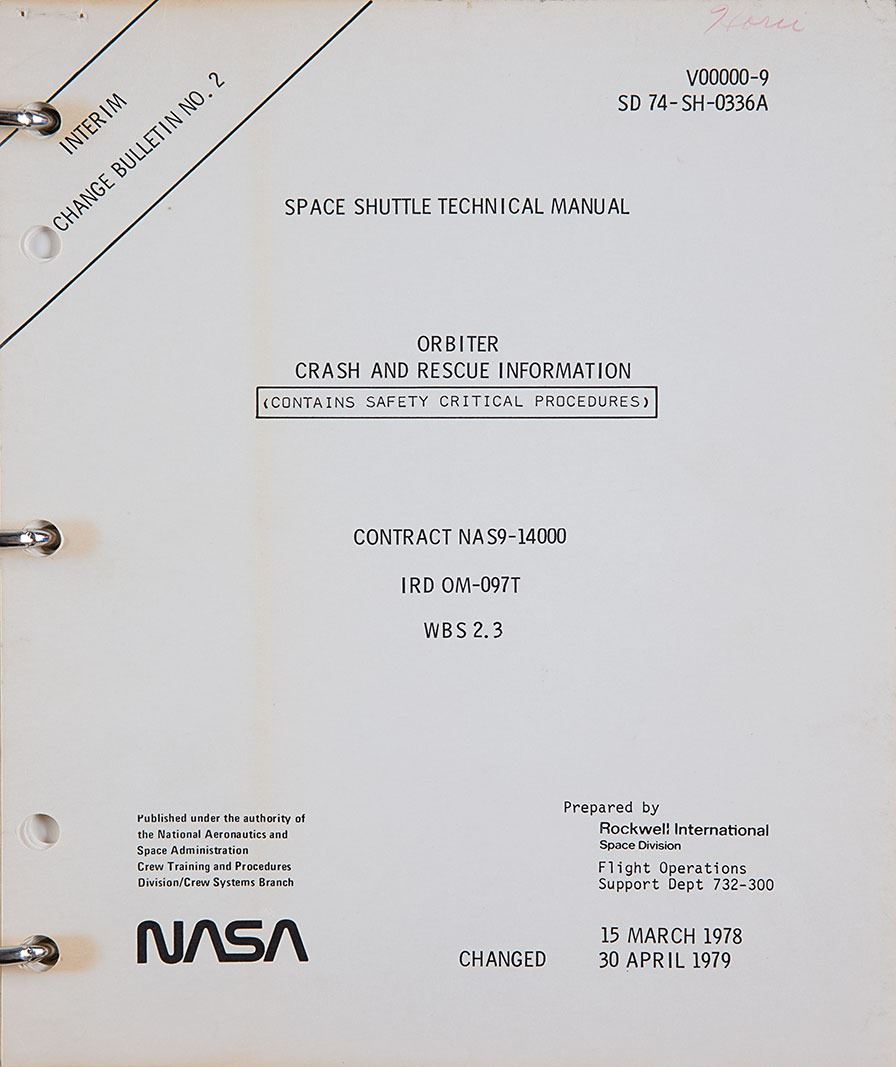 INTERIM
CHANGE BULLETIN NO. 2
V00000-9
SD 74-SH-0336A
SPACE SHUTTLE TECHNICAL MANUAL
ORBITER
CRASH AND RESCUE INFORMATION
(CONTAINS SAFETY CRITICAL PROCEDURES)
CONTRACT NAS9-14000
IRD OM-097T
WBS 2.3
Published under the authority of
the National Aeronautics and
Space Administration
Crew Training and Procedures
Division/Crew Systems Branch
NASA
Prepared by
Rockwell International
Space Division
Flight Operations
Support Dept 732-300
15 MARCH 1978
CHANGED 30 APRIL 1979